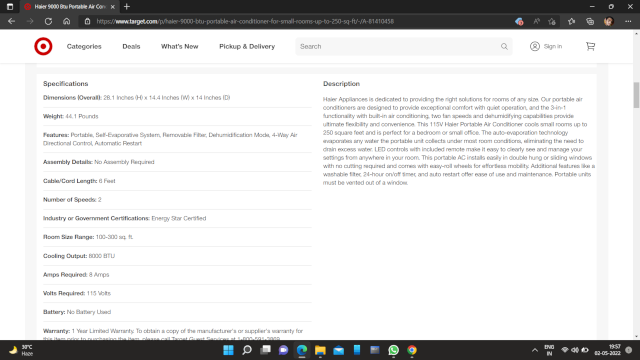 Haier 9000 Btu Portable Air Con
https://www.target.com/p/haier-9000-btu-portable-air-conditioner-for-small-rooms-up-to-250-sq-ft/-/A-81410458
Categories Deals What's New Pickup & Delivery Search Sign in
Specifications
Dimensions (Overall): 28.1 Inches (H) x 14.4 Inches (W) x 14 Inches (D)
Weight: 44.1 Pounds
Features: Portable, Self-Evaporative System, Removable Filter, Dehumidification Mode, 4-Way Air
Directional Control, Automatic Restart
Assembly Details: No Assembly Required
Cable/Cord Length: 6 Feet
Number of Speeds: 2
Industry or Government Certifications: Energy Star Certified
Room Size Range: 100-300 sq. ft.
Cooling Output: 6000 BTU
Amps Required: 8 Amps
Volts Required: 115 Volts
Battery: No Battery Used
Warranty: 1 Year Limited Warranty. To obtain a copy of the manufacturer's or supplier's warranty for
this item prior to purchasing the item, please call Target Guest Services at 1-800-591-3869
Description
Haier Appliances is dedicated to providing the right solutions for rooms of any size. Our portable air
conditioners are designed to provide exceptional comfort with quiet operation, and the 3-in-1
functionality with built-in air conditioning, two fan speeds and dehumidifying capabilities provide
ultimate flexibility and convenience. This 115V Haier Portable Air Conditioner cools small rooms up to
250 square feet and is perfect for a bedroom or small office. The auto-evaporation technology
evaporates any water the portable unit collects under most room conditions, eliminating the need to
drain excess water. LED controls with included remote make it easy to clearly see and manage your
settings from anywhere in your room. This portable AC installs easily in double hung or sliding windows
with no cutting required and comes with easy-roll wheels for effortless mobility. Additional features like a
washable filter, 24-hour on/off timer, and auto restart offer ease of use and maintenance. Portable units
must be vented out of a window.
30°C
Haze
ENG
IN
19:57
02-05-2022